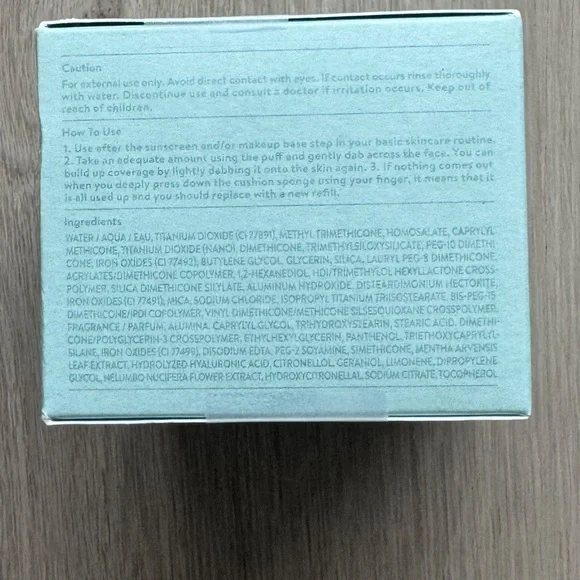 Caution
For external use only. Avoid direct contact with eyes. If contact occurs rinse thoroughly
with water. Discontinue use and consult a doctor if irritation occurs. Keep out of
reach of children.
How To Use
1. Use after the sunscreen and/or makeup base step in your basic skincare routine.
2. Take an adequate amount using the puff and gently dab across the face. You can
build up coverage by lightly dabbing it onto the skin again. 3. If nothing comes out
when you deeply press down the cushion sponge using your finger, it means that it
is all used up and you should replace with a new refill.
Ingredients
WATER / AQUA / EAU, TITANIUM DIOXIDE (CI 77891), METHYL TRIMETHICONE, HOMOSALATE, CAPRYLYL
METHICONE, TITANIUM DIOXIDE (NANO), DIMETHICONE, TRIMETHYLSILOXYSILICATE, PEG-10 DIMETHI
CONE, IRON OXIDES (CI 77492), BUTYLENE GLYCOL, GLYCERIN, SILICA, LAURYL PEG-8 DIMETHICONE,
ACRYLATES/DIMETHICONE COPOLYMER, 1,2-HEXANEDIOL, HDI/TRIMETHYLOL HEXYLLACTONE CROSS-
POLYMER, SILICA DIMETHICONE SILYLATE, ALUMINUM HYDROXIDE, DISTEARDIMONIUM HECTORITE,
IRON OXIDES (CI 77491), MICA, SODIUM CHLORIDE, ISOPROPYL TITANIUM TRIISOSTEARATE, BIS-PEG-15
DIMETHICONE/IPDI COPOLYMER, VINYL DIMETHICONE/METHICONE SILSESQUIOXANE CROSSPOLYMER,
FRAGRANCE / PARFUM, ALUMINA, CAPRYLYL GLYCOL, TRIHYDROXYSTEARIN, STEARIC ACID, DIMETHI-
CONE/POLYGLYCERIN-3 CROSSPOLYMER, ETHYLHEXYLGLYCERIN, PANTHENOL, TRIETHOXYCAPRYLYL-
SILANE, IRON OXIDES (CI 77499), DISODIUM EDTA, PEG-2 SOYAMINE, SIMETHICONE, MENTHA ARVENSIS
LEAF EXTRACT, HYDROLYZED HYALURONIC ACID, CITRONELLOL, GERANIOL, LIMONENE, DIPROPYLENE
GLYCOL, NELUMBO NUCIFERA FLOWER EXTRACT, HYDROXYCITRONELLAL, SODIUM CITRATE, TOCOPHEROL